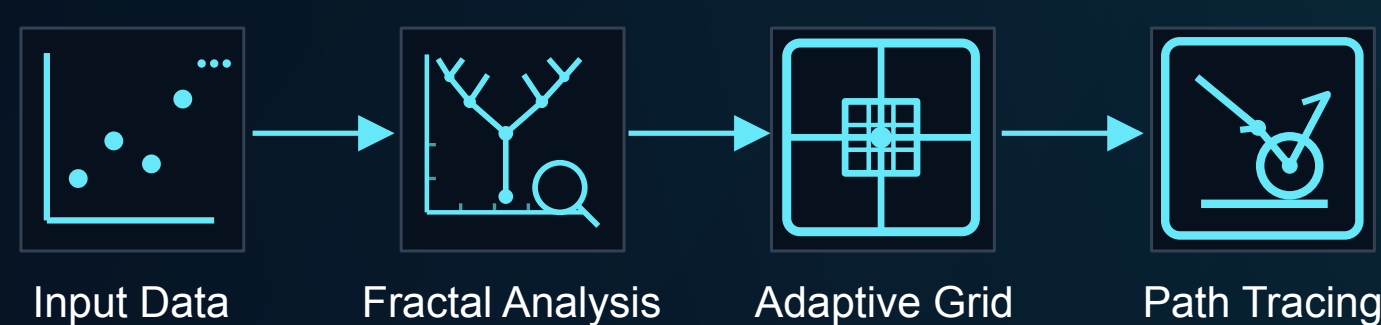 Input Data
Fractal Analysis
Adaptive Grid
Path Tracing